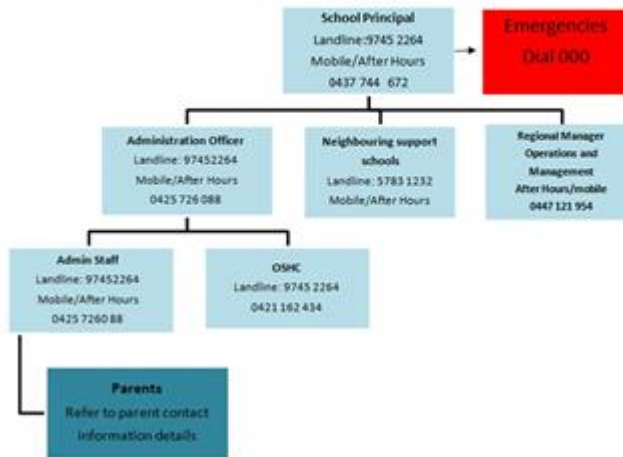 School Principal
Landline:9745 2264
Mobile/After Hours
0437 744 672
Emergencies
Dial 000
Administration Officer
Landline: 97452264
Mobile/After Hours
0425 726 088
Neighbouring support
schools
Landline: 5783 1232
Mobile/After Hours
Regional Manager
Operations and
Management
After Hours/mobile
0447 121 954
Admin Staff
Landline: 97452264
Mobile/After Hours
0425 7260 88
OSHC
Landline: 9745 2264
0421 162 434
Parents
Refer to parent contact
information details